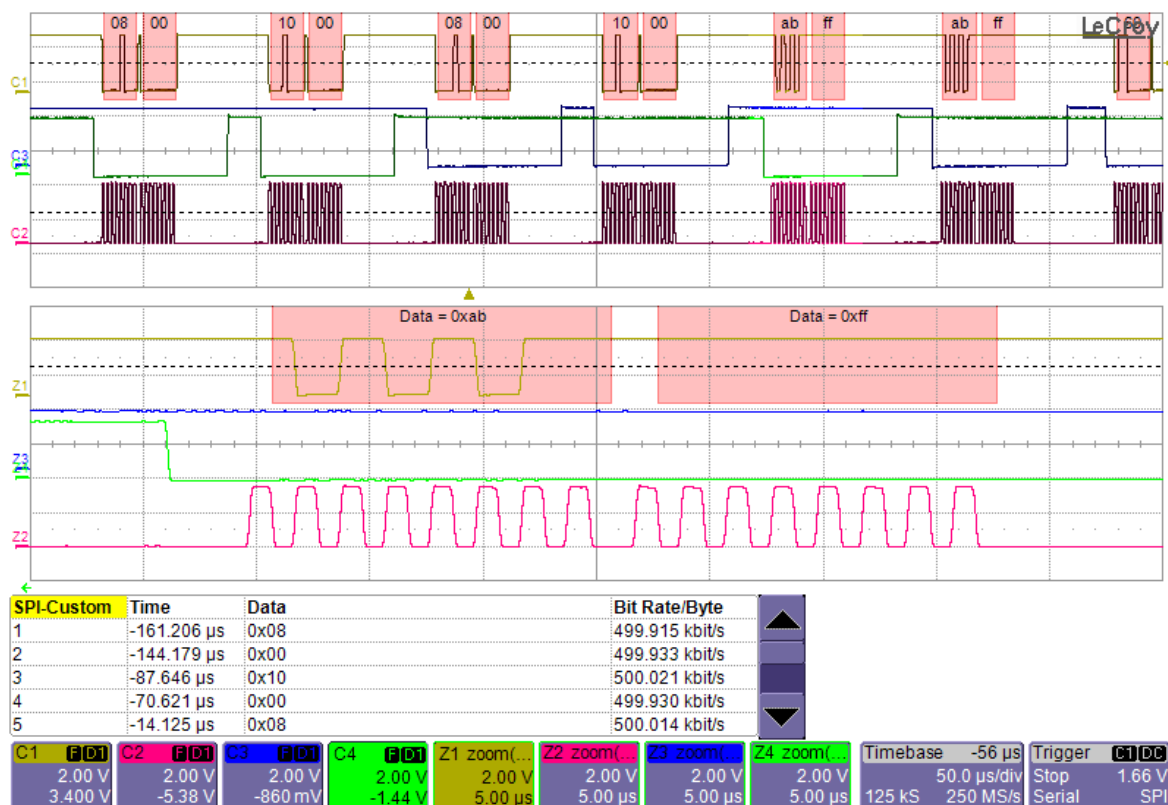 08 00 10 00 08 00 10 00 ab ff ab ff 68
LeCroy
C1
C3
C2
Data = 0xab Data = 0xff
Z1
Z3
Z2
SPI-Custom Time Data Bit Rate/Byte
1 -161.206 µs 0x08 499.915 kbit/s
2 -144.179 µs 0x00 499.933 kbit/s
3 -87.646 µs 0x10 500.021 kbit/s
4 -70.621 µs 0x00 499.930 kbit/s
5 -14.125 µs 0x08 500.014 kbit/s
C1 F D1 C2 F D1 C3 F D1 C4 F D1 Z1 zoom(... Z2 zoom(... Z3 zoom(... Z4 zoom(... Timebase -56 µs Trigger C1 DC
2.00 V 2.00 V 2.00 V 2.00 V 2.00 V 2.00 V 2.00 V 2.00 V 50.0 µs/div Stop 1.66 V
3.400 V -5.38 V -860 mV -1.44 V 5.00 µs 5.00 µs 5.00 µs 5.00 µs 125 kS 250 MS/s Serial SPI